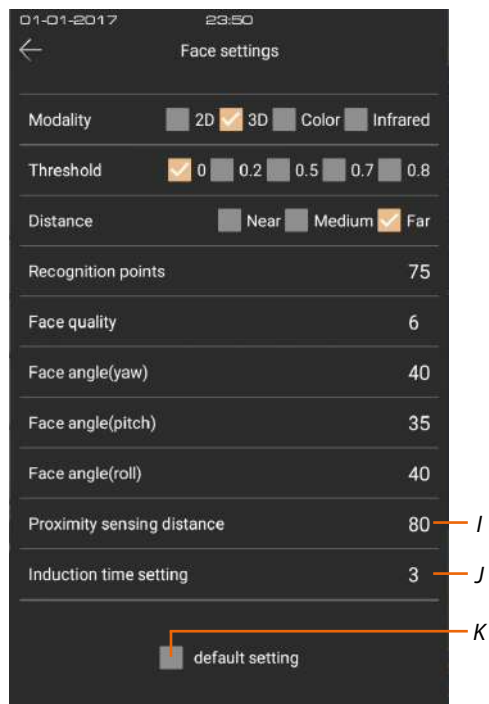 01-01-2017 23:50
Face settings
Modality 2D 3D Color Infrared
Threshold 0 0.2 0.5 0.7 0.8
Distance Near Medium Far
Recognition points 75
Face quality 6
Face angle(yaw) 40
Face angle(pitch) 35
Face angle(roll) 40
Proximity sensing distance 80 I
Induction time setting 3 J
K
default setting